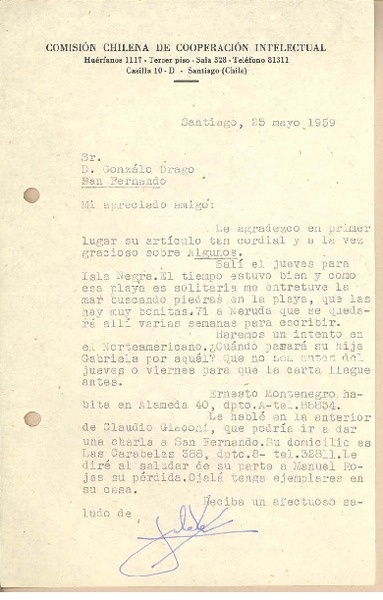 COMISIÓN CHILENA DE COOPERACIÓN INTELECTUAL
Huérfanos 1117 - Tercer piso - Sala 328 - Teléfono 81311
Casilla 10 - D - Santiago (Chile)
Santiago, 25 mayo 1959
Sr.
D. Gonzálo Drago
San Fernando
Mi apreciado amigó:
Le agradezco en primer
lugar su artículo tan cordial y a la vez
gracioso sobre Algunos.
Salí el jueves para
Isla Negra.El tiempo estuvo bien y como
esa playa es solitaria me entretuve la
mar buscando piedras en la playa, que las
hay muy bonitas.Vi a Neruda que se queda-
rá allí varias semanas para escribir.
Haremos un intento en
el Norteamericano.¿Cuándo pasará su hija
Gabriela por aquél? Que no sea antes del
jueves o viernes para que la carta llegue
antes.
Ernesto Montenegro ha-
bita en Alameda 40, dpto.A-tel.88834.
Le hablé en la anterior
de Claudio Giaconi, que podría ir a dar
una charla a San Fernando.Su domicilio es
Las Carabelas 388, dpto.8- tel.32811.Le
diré al saludar de su parte a Manuel Ro-
jas su pérdida.Ojalá tenga ejemplares en
su casa.
Reciba un afectuoso sa-
ludo de